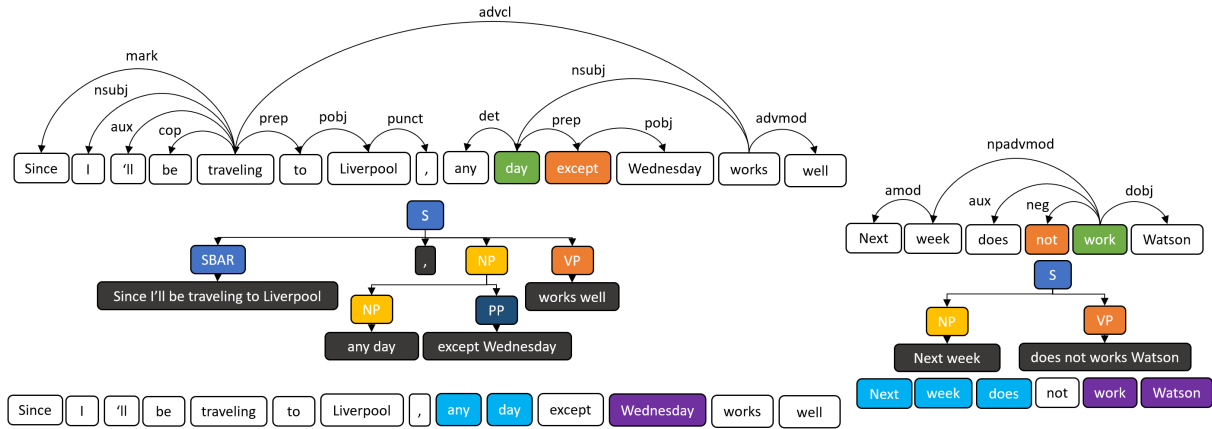 advcl
mark
nsubj
nsubj
aux
cop
prep
pobj
punct
det
prep
pobj
advmod
Since I 'll be traveling to Liverpool , any day except Wednesday works well
S
SBAR , NP VP
Since I'll be traveling to Liverpool works well
NP PP
any day except Wednesday
Since I 'll be traveling to Liverpool , any day except Wednesday works well
npadvmod
amod aux neg dobj
Next week does not work Watson
S
NP VP
Next week does not works Watson
Next week does not work Watson